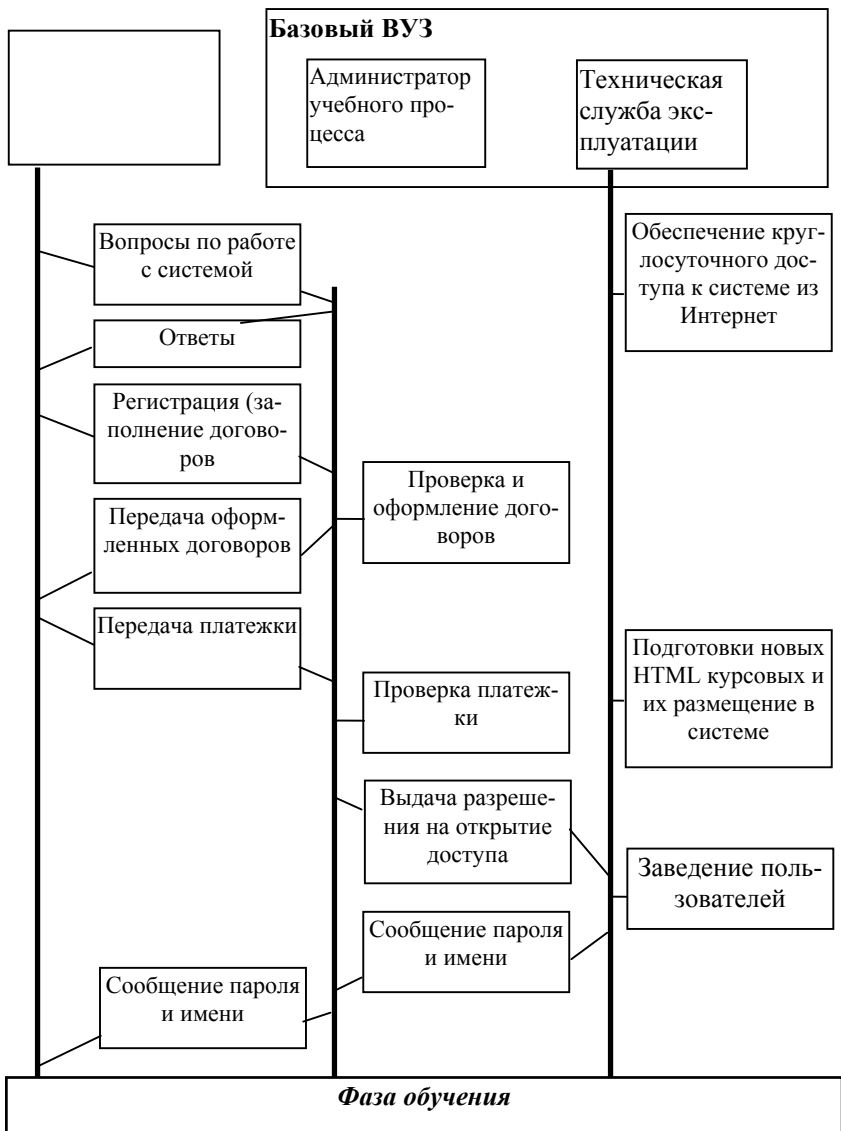 Базовый ВУЗ
Администратор
учебного про-
цесса
Техническая
служба экс-
плуатации
Вопросы по работе
с системой
Обеспечение круг-
лосуточного дос-
тупа к системе из
Интернет
Ответы
Регистрация (за-
полнение догово-
ров
Проверка и
оформление дого-
воров
Передача оформ-
ленных договоров
Передача платежки
Подготовки новых
HTML курсовых и
их размещение в
системе
Проверка платеж-
ки
Выдача разреше-
ния на открытие
доступа
Заведение поль-
зователей
Сообщение пароля
и имени
Сообщение пароля
и имени
Фаза обучения